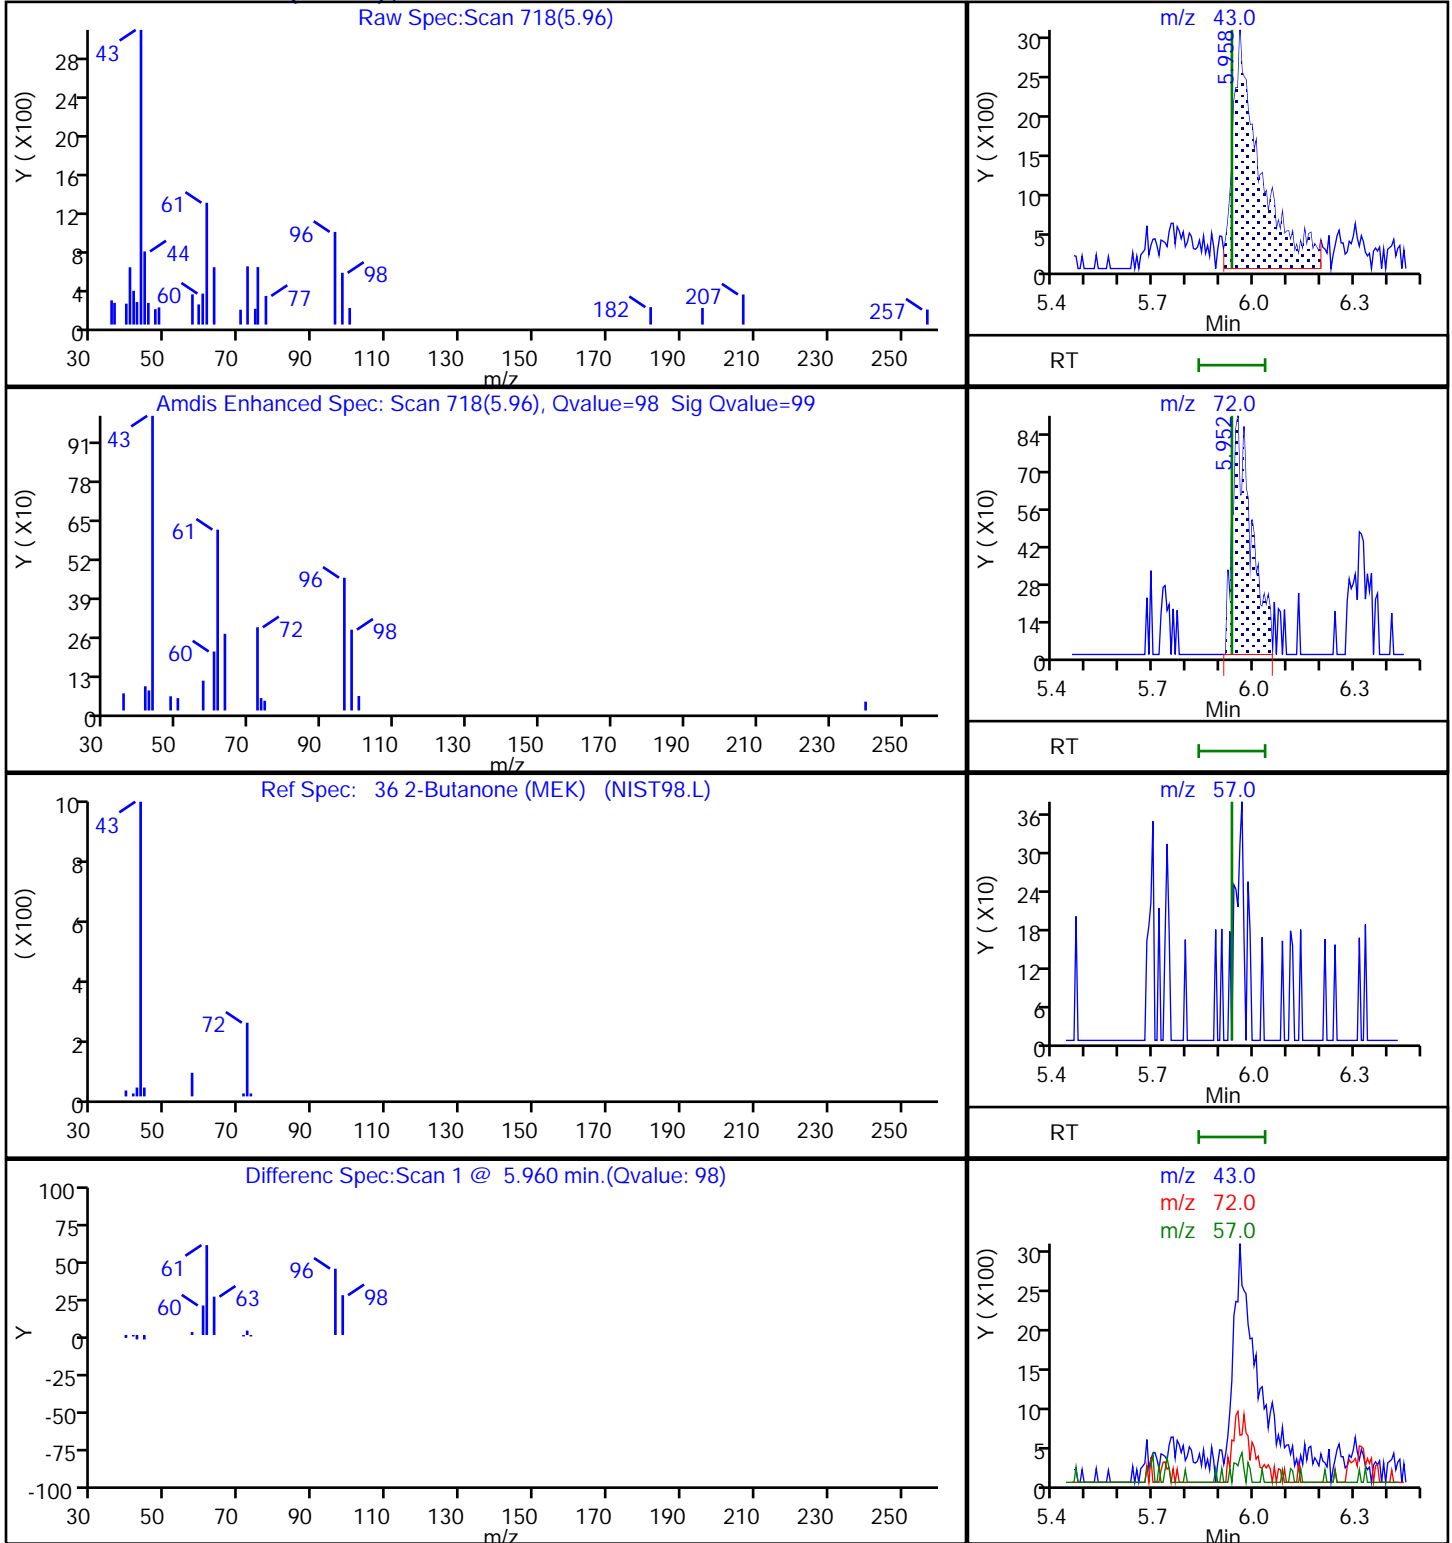 Raw Spec:Scan 718(5.96)
Y ( X100)
28
24
20
16
12
8
4
0
43
61
44
60
77
96
98
182
207
257
30 50 70 90 110 130 150 170 190 210 230 250
m/z
m/z 43.0
Y ( X100)
30
25
20
15
10
5
0
5.958
5.4 5.7 6.0 6.3
Min
RT
Amdis Enhanced Spec: Scan 718(5.96), Qvalue=98 Sig Qvalue=99
Y ( X10)
91
78
65
52
39
26
13
0
43
61
60
72
96
98
30 50 70 90 110 130 150 170 190 210 230 250
m/z
m/z 72.0
Y ( X10)
84
70
56
42
28
14
0
5.952
5.4 5.7 6.0 6.3
Min
RT
Ref Spec: 36 2-Butanone (MEK) (NIST98.L)
( X100)
10
8
6
4
2
0
43
72
30 50 70 90 110 130 150 170 190 210 230 250
m/z 57.0
Y ( X10)
36
30
24
18
12
6
0
5.4 5.7 6.0 6.3
Min
RT
Differenc Spec:Scan 1 @ 5.960 min.(Qvalue: 98)
Y
100
75
50
25
0
-25
-50
-75
-100
61
60
63
96
98
30 50 70 90 110 130 150 170 190 210 230 250
m/z
m/z 43.0
m/z 72.0
m/z 57.0
Y ( X100)
30
25
20
15
10
5
0
5.4 5.7 6.0 6.3
Min